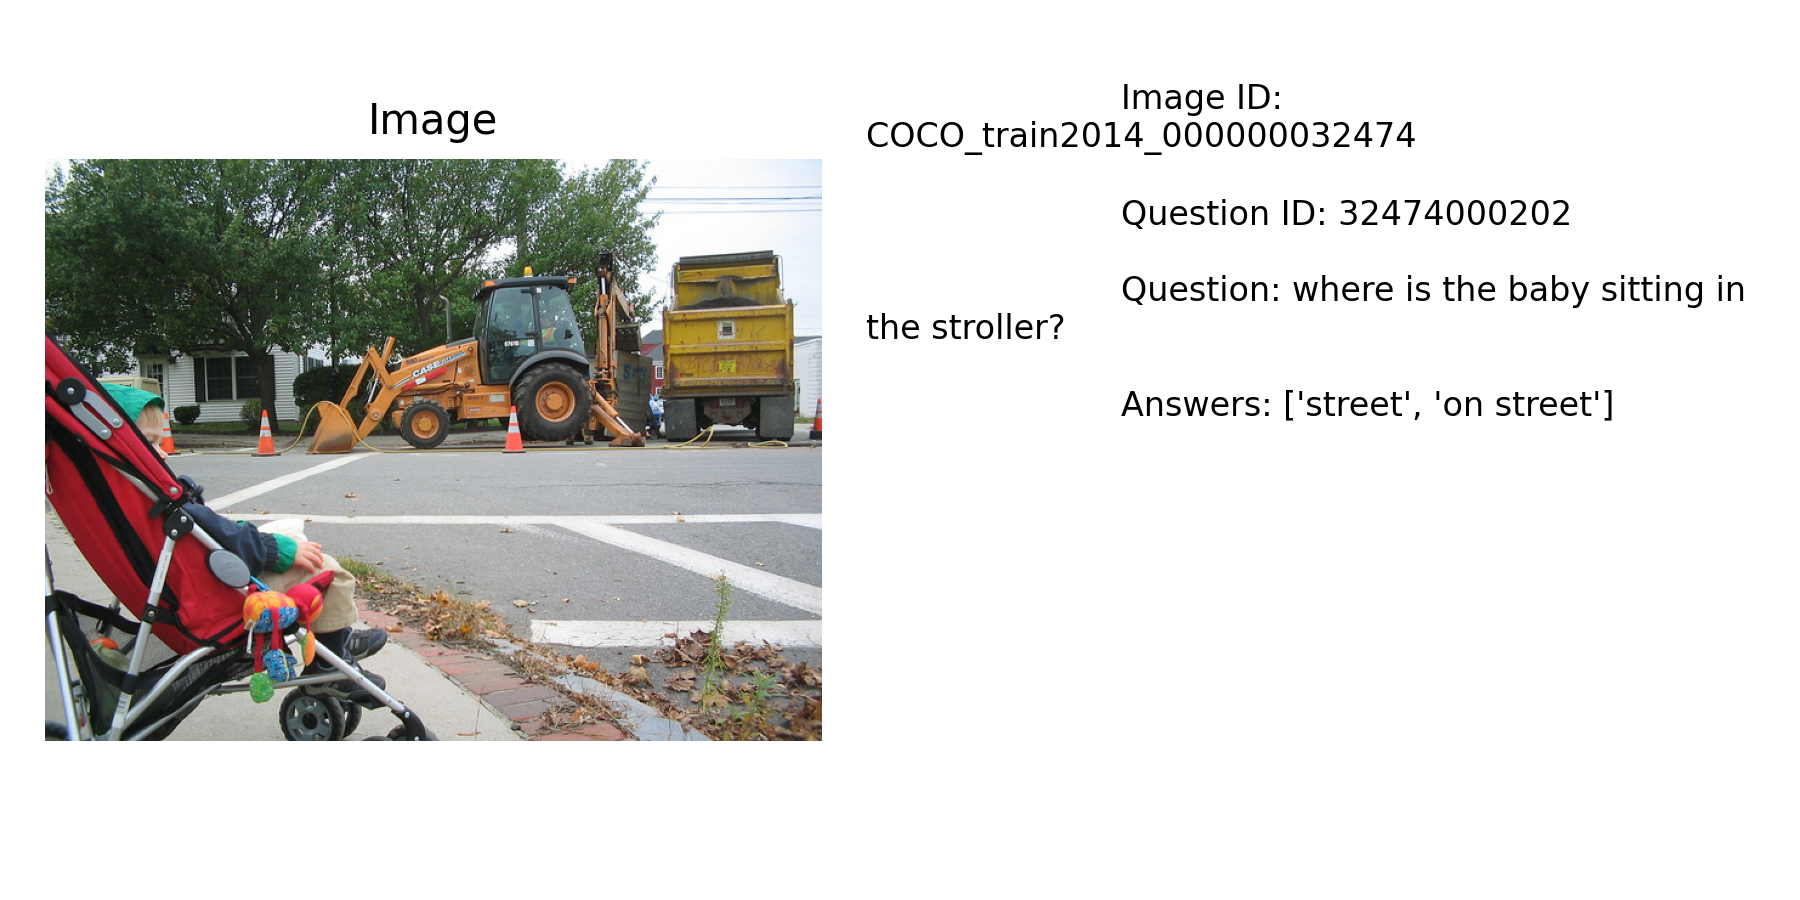 Image
Image ID:
COCO_train2014_000000032474
Question ID: 32474000202
Question: where is the baby sitting in
the stroller?
Answers: ['street', 'on street']
CASE